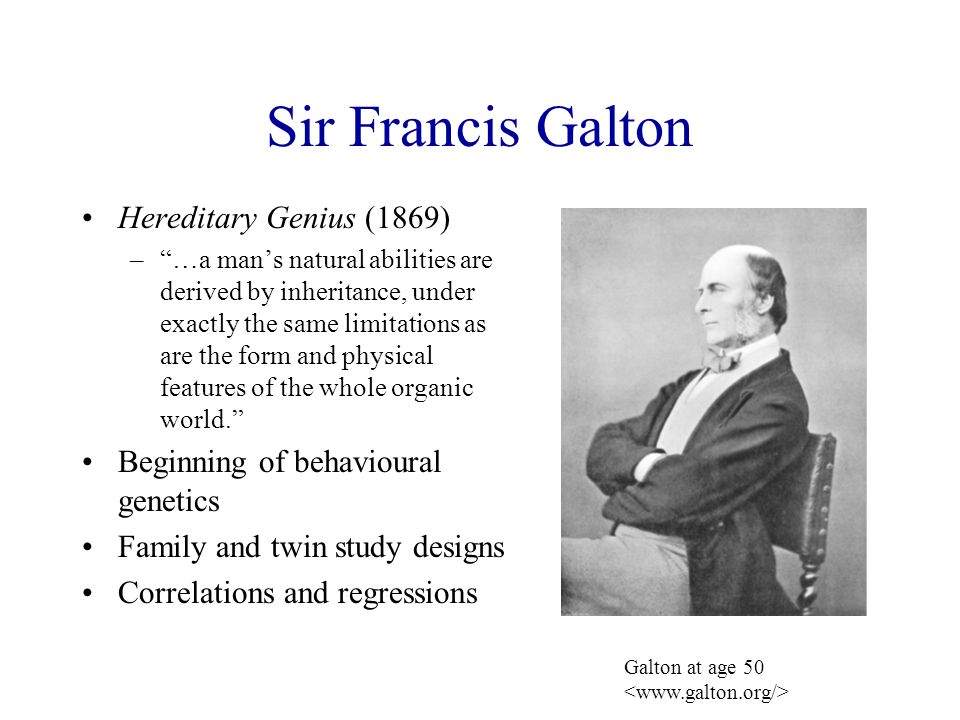 Sir Francis Galton
• Hereditary Genius (1869)
– “…a man’s natural abilities are
derived by inheritance, under
exactly the same limitations as
are the form and physical
features of the whole organic
world.”
• Beginning of behavioural
genetics
• Family and twin study designs
• Correlations and regressions
Galton at age 50
<www.galton.org/>